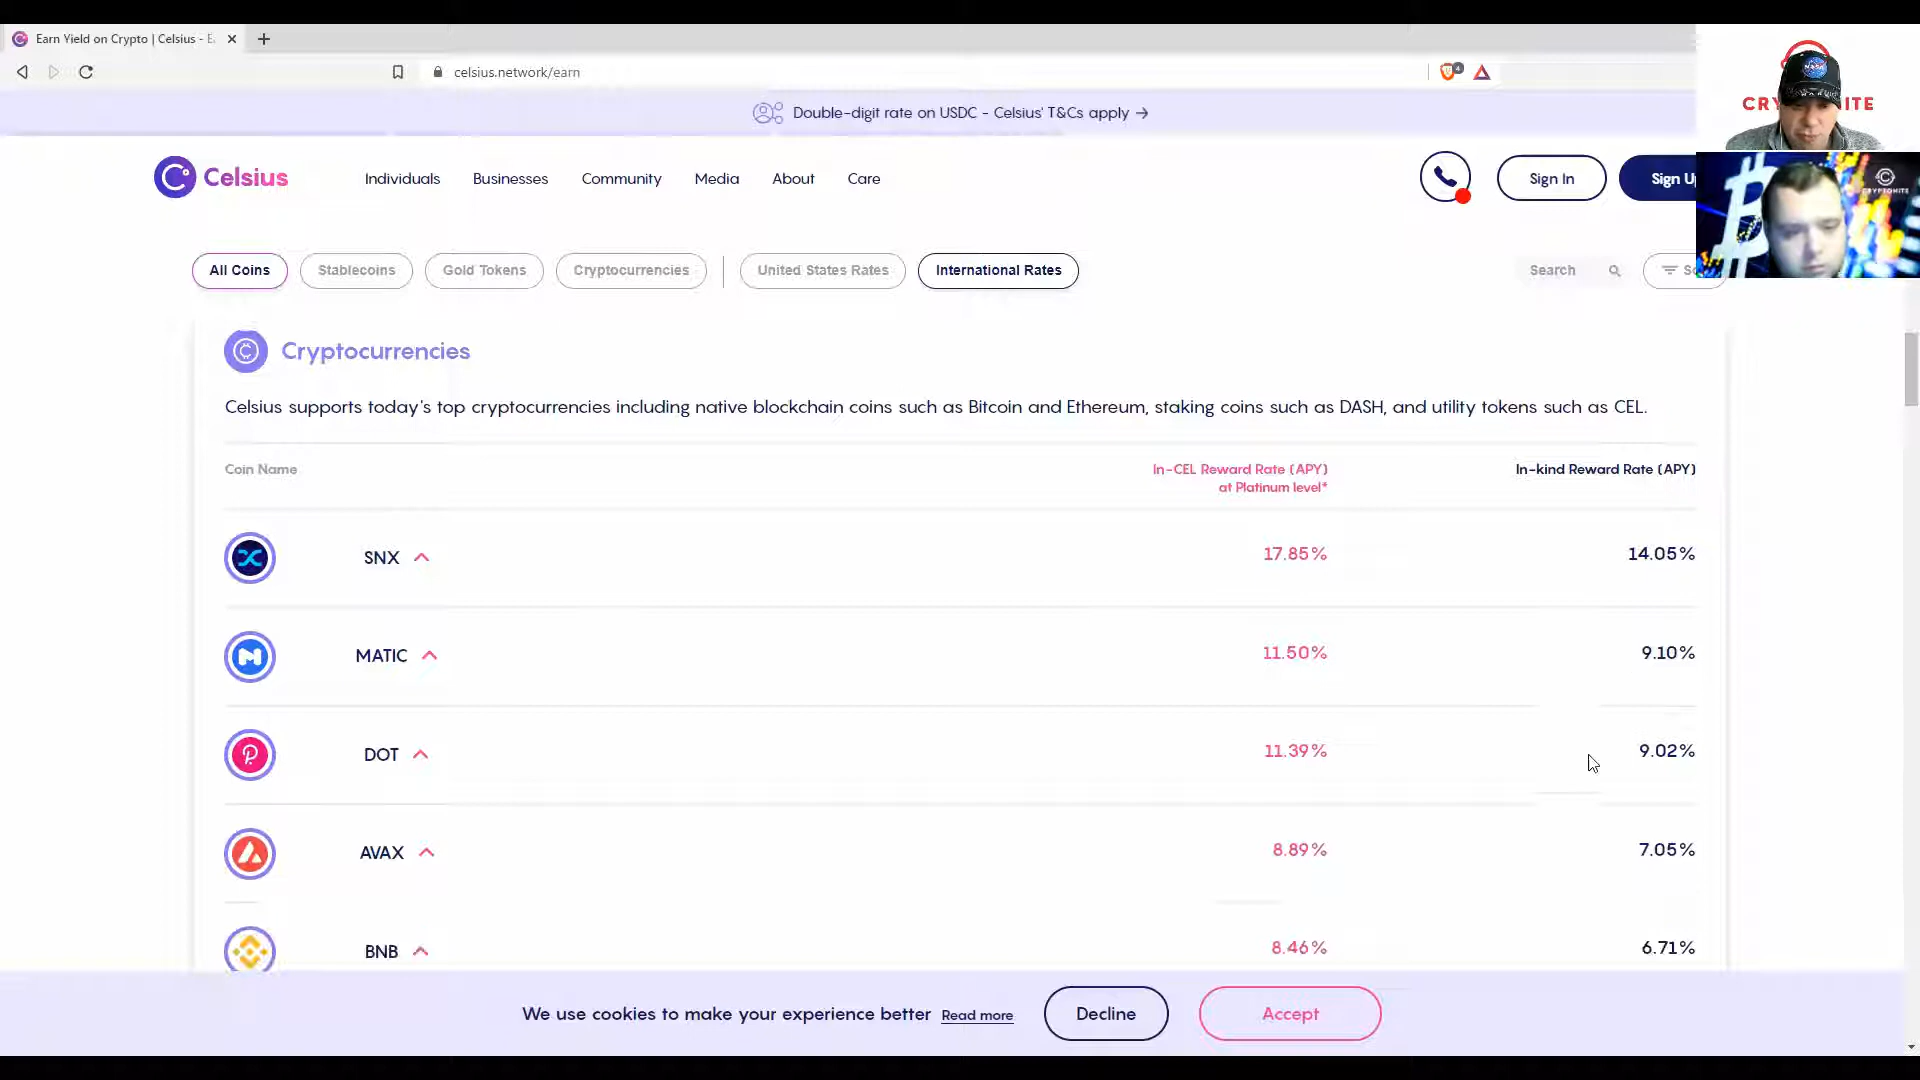 Earn Yield on Crypto | Celsius - E
celsius.network/earn
4
Double-digit rate on USDC - Celsius' T&Cs apply →
Celsius
Individuals
Businesses
Community
Media
About
Care
Sign In
Sign U
All Coins
Stablecoins
Gold Tokens
Cryptocurrencies
United States Rates
International Rates
Search
NASA
CRYPTONITE
Cryptocurrencies
Celsius supports today's top cryptocurrencies including native blockchain coins such as Bitcoin and Ethereum, staking coins such as DASH, and utility tokens such as CEL.
Coin Name
In-CEL Reward Rate (APY)
at Platinum level*
In-kind Reward Rate (APY)
SNX 17.85% 14.05%
MATIC 11.50% 9.10%
DOT 11.39% 9.02%
AVAX 8.89% 7.05%
BNB 8.46% 6.71%
We use cookies to make your experience better Read more
Decline
Accept